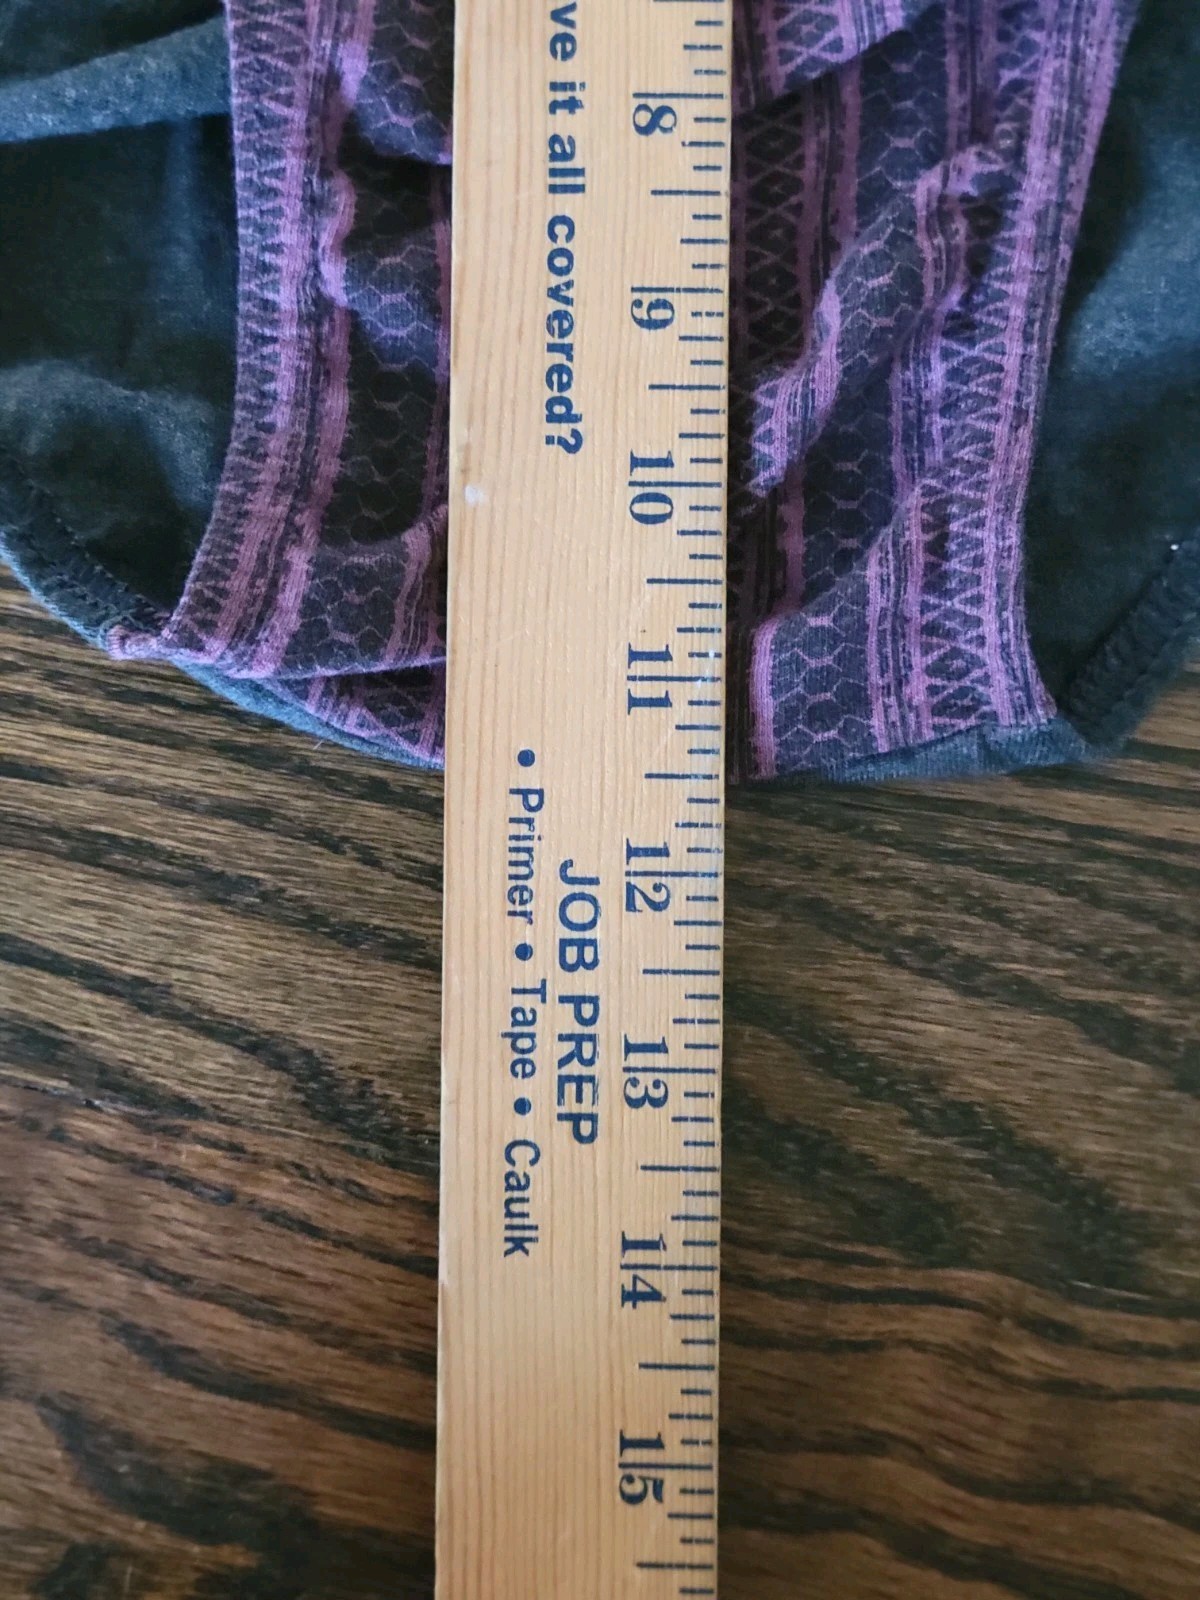 ve it all covered?
JOB PREP
• Primer • Tape • Caulk
8
9
10
11
12
13
14
15